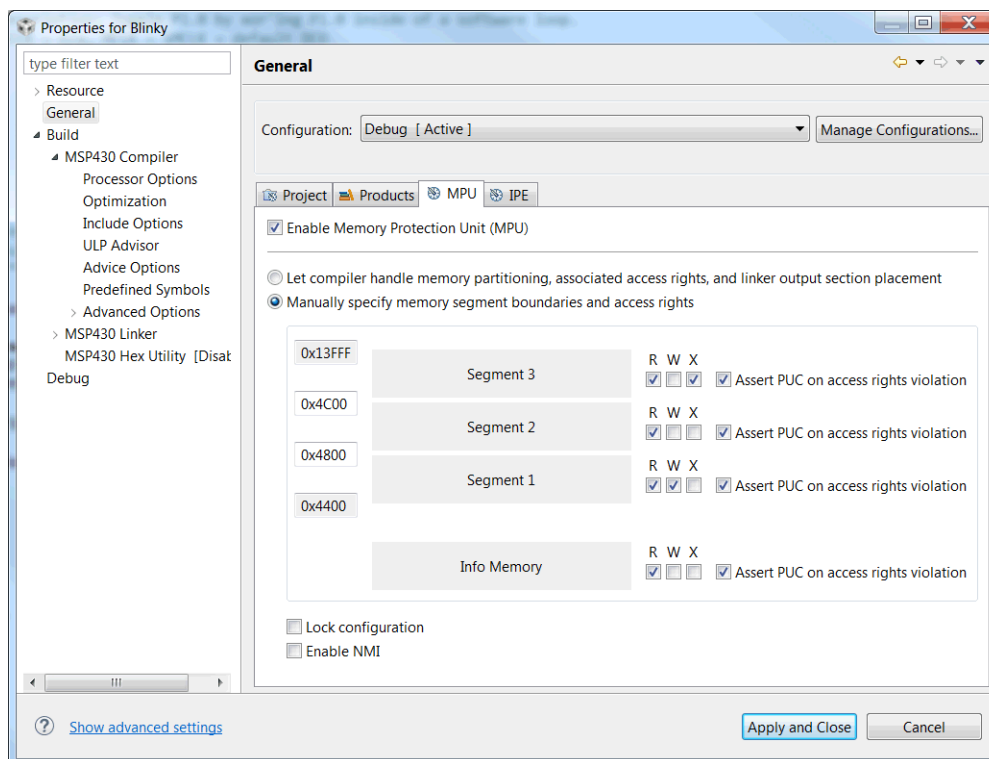 Properties for Blinky
type filter text
Resource
General
Build
MSP430 Compiler
Processor Options
Optimization
Include Options
ULP Advisor
Advice Options
Predefined Symbols
Advanced Options
MSP430 Linker
MSP430 Hex Utility [Disab
Debug
General
Configuration: Debug [ Active ] Manage Configurations...
Project Products MPU IPE
Enable Memory Protection Unit (MPU)
Let compiler handle memory partitioning, associated access rights, and linker output section placement
Manually specify memory segment boundaries and access rights
0x13FFF
R W X
Segment 3
Assert PUC on access rights violation
0x4C00
R W X
Segment 2
Assert PUC on access rights violation
0x4800
R W X
Segment 1
Assert PUC on access rights violation
0x4400
R W X
Info Memory
Assert PUC on access rights violation
Lock configuration
Enable NMI
Show advanced settings
Apply and Close Cancel